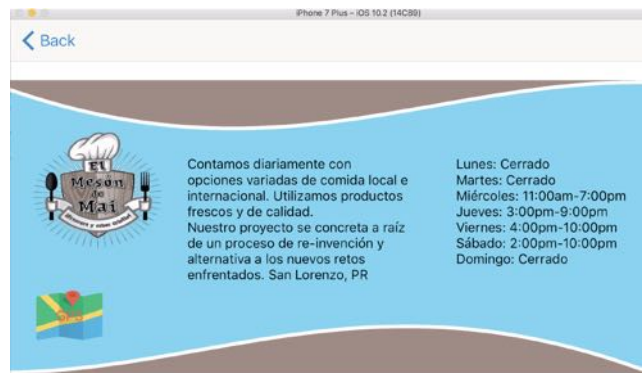 iPhone 7 Plus – iOS 10.2 (14C89)
Back
El
Mesón
de
Mai
Contamos diariamente con
opciones variadas de comida local e
internacional. Utilizamos productos
frescos y de calidad.
Nuestro proyecto se concreta a raíz
de un proceso de re-invención y
alternativa a los nuevos retos
enfrentados. San Lorenzo, PR
Lunes: Cerrado
Martes: Cerrado
Miércoles: 11:00am-7:00pm
Jueves: 3:00pm-9:00pm
Viernes: 4:00pm-10:00pm
Sábado: 2:00pm-10:00pm
Domingo: Cerrado
GPS